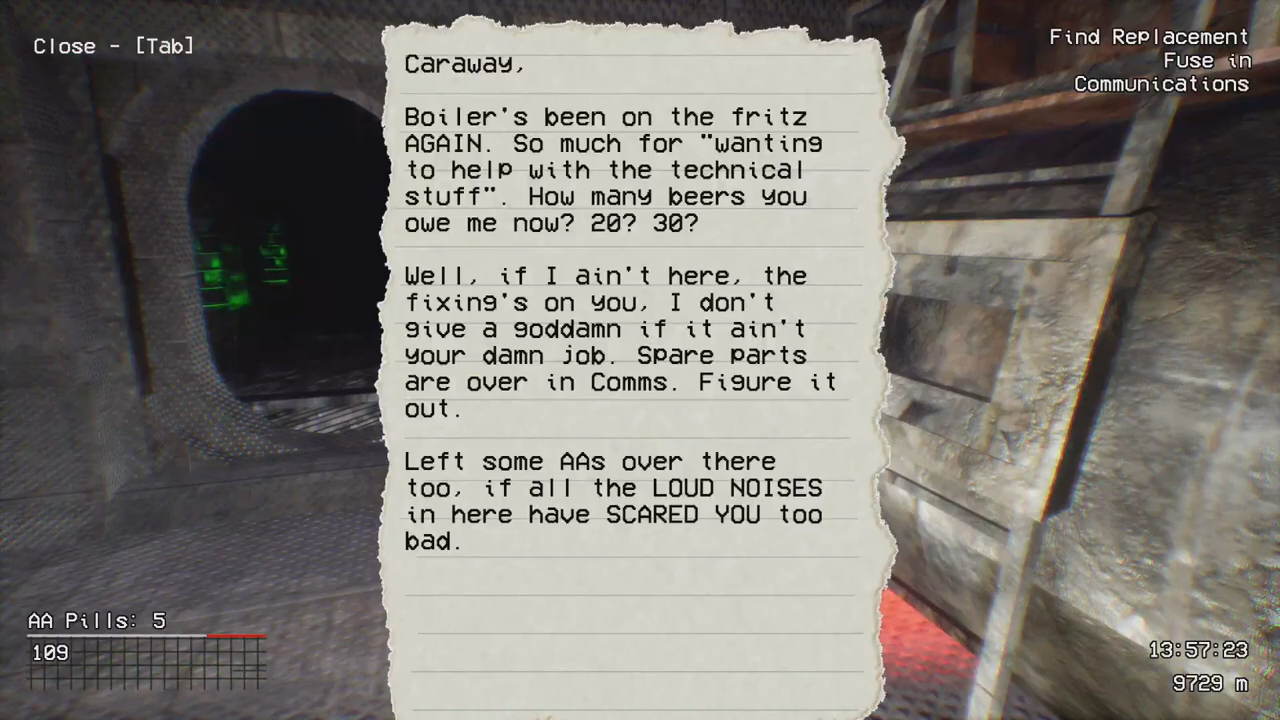 Close - [Tab]
Find Replacement
Fuse in
Communications
Caraway,
Boiler's been on the fritz
AGAIN. So much for "wanting
to help with the technical
stuff". How many beers you
owe me now? 20? 30?
Well, if I ain't here, the
fixing's on you, I don't
give a goddamn if it ain't
your damn job. Spare parts
are over in Comms. Figure it
out.
Left some AAs over there
too, if all the LOUD NOISES
in here have SCARED YOU too
bad.
AA Pills: 5
109
13:57:23
9729 m